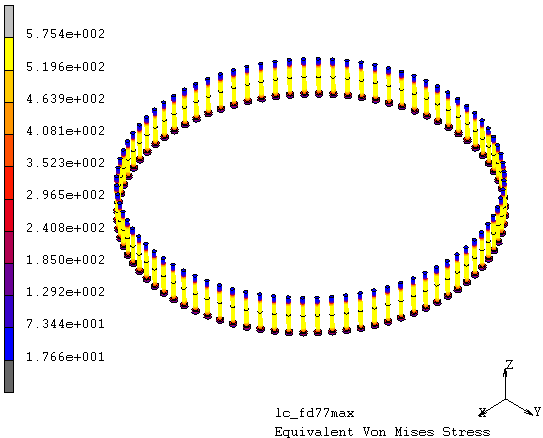 5.754e+002
5.196e+002
4.639e+002
4.081e+002
3.523e+002
2.965e+002
2.408e+002
1.850e+002
1.292e+002
7.344e+001
1.766e+001
Z
X Y
lc_fd77max
Equivalent Von Mises Stress